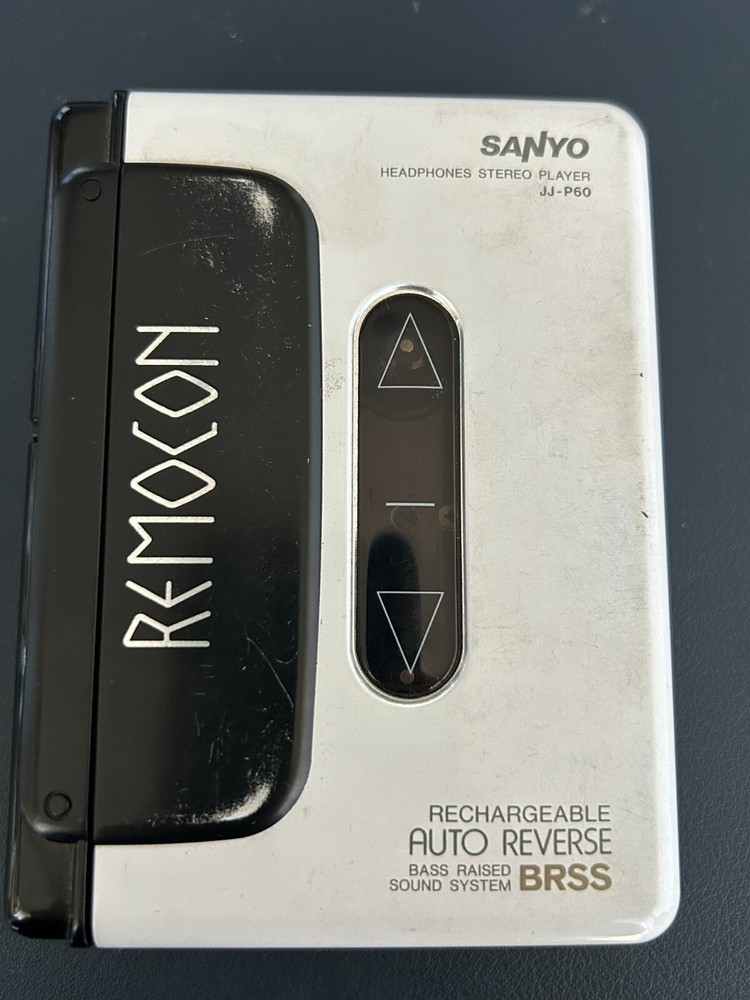 SANYO
HEADPHONES STEREO PLAYER
JJ-P60
REMOCON
RECHARGEABLE
AUTO REVERSE
BASS RAISED
SOUND SYSTEM BRSS